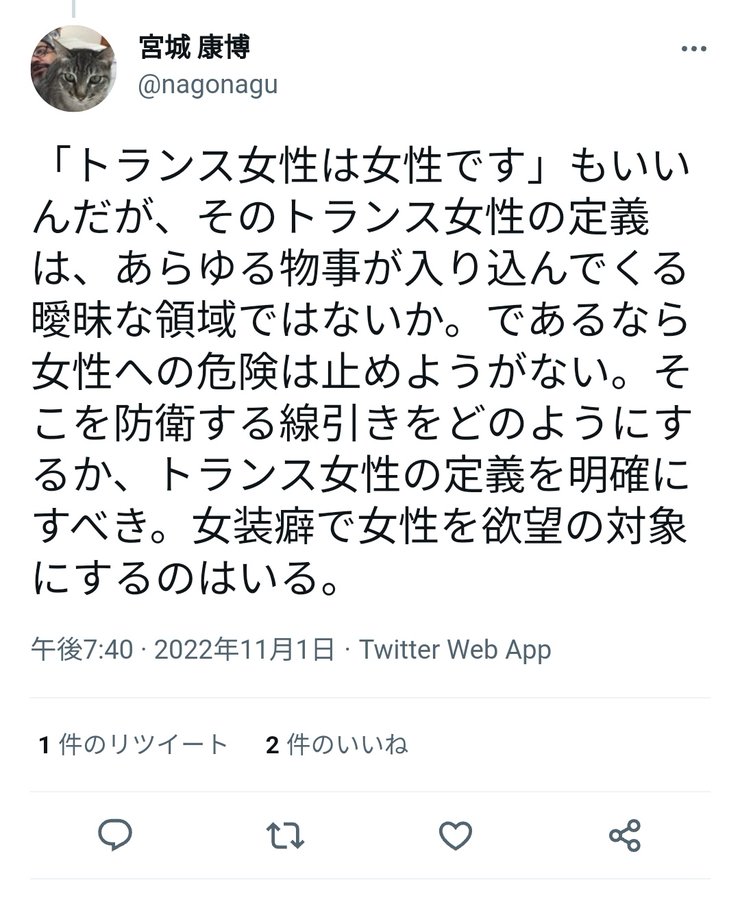 宮城 康博
@nagonagu
「トランス女性は女性です」もいい
んだが、そのトランス女性の定義
は、あらゆる物事が入り込んでくる
曖昧な領域ではないか。であるなら
女性への危険は止めようがない。そ
こを防衛する線引きをどのようにす
るか、トランス女性の定義を明確に
すべき。女装癖で女性を欲望の対象
にするのはいる。
午後7:40 · 2022年11月1日 · Twitter Web App
1 件のリツイート 2 件のいいね